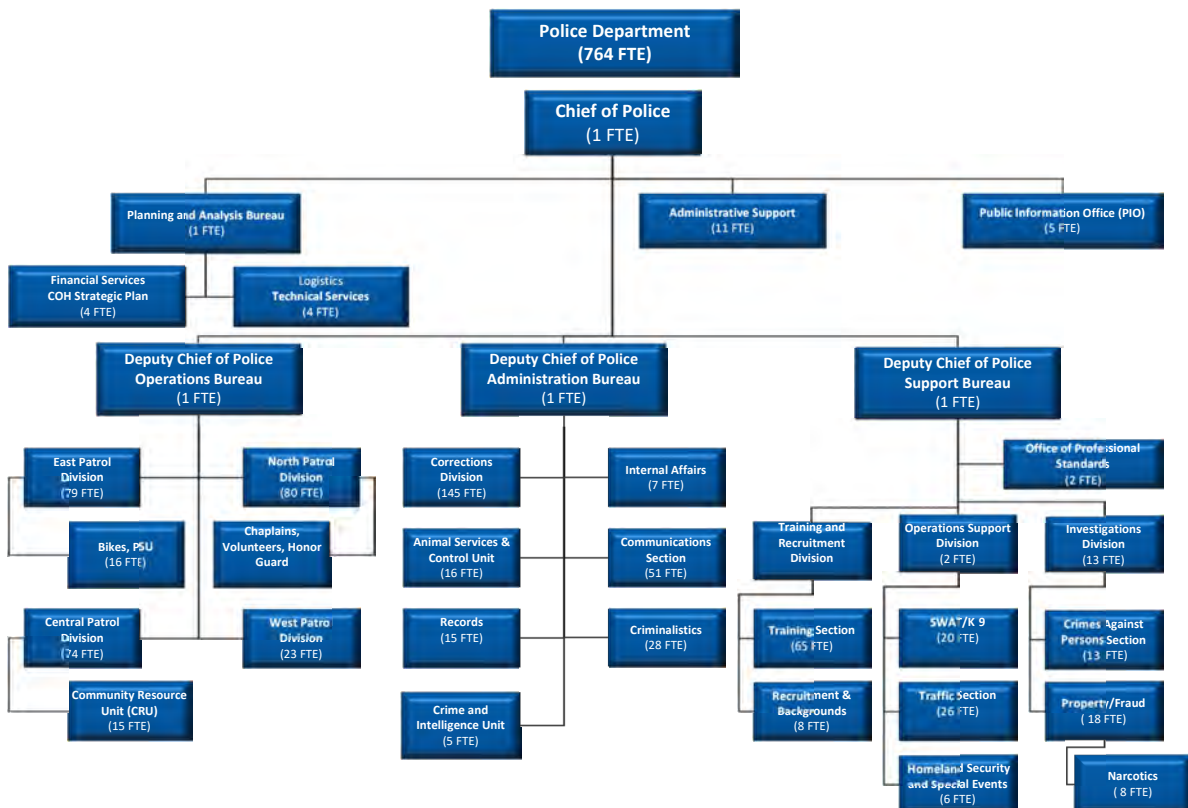 Police Department
(764 FTE)
Chief of Police
(1 FTE)
Planning and Analysis Bureau
(1 FTE)
Administrative Support
(11 FTE)
Public Information Office (PIO)
(5 FTE)
Financial Services
COH Strategic Plan
(4 FTE)
Logistics
Technical Services
(4 FTE)
Deputy Chief of Police
Operations Bureau
(1 FTE)
Deputy Chief of Police
Administration Bureau
(1 FTE)
Deputy Chief of Police
Support Bureau
(1 FTE)
East Patrol
Division
(79 FTE)
North Patrol
Division
(80 FTE)
Bikes, PSU
(16 FTE)
Chaplains,
Volunteers, Honor
Guard
Central Patrol
Division
(74 FTE)
West Patrol
Division
(23 FTE)
Community Resource
Unit (CRU)
(15 FTE)
Corrections
Division
(145 FTE)
Internal Affairs
(7 FTE)
Animal Services &
Control Unit
(16 FTE)
Communications
Section
(51 FTE)
Records
(15 FTE)
Criminalistics
(28 FTE)
Crime and
Intelligence Unit
(5 FTE)
Office of Professional
Standards
(2 FTE)
Training and
Recruitment
Division
Operations Support
Division
(2 FTE)
Investigations
Division
(13 FTE)
Training Section
(65 FTE)
SWAT/K 9
(20 FTE)
Crimes Against
Persons Section
(13 FTE)
Recruitment &
Backgrounds
(8 FTE)
Traffic Section
(26 FTE)
Property/Fraud
( 18 FTE)
Homeland Security
and Special Events
(6 FTE)
Narcotics
( 8 FTE)